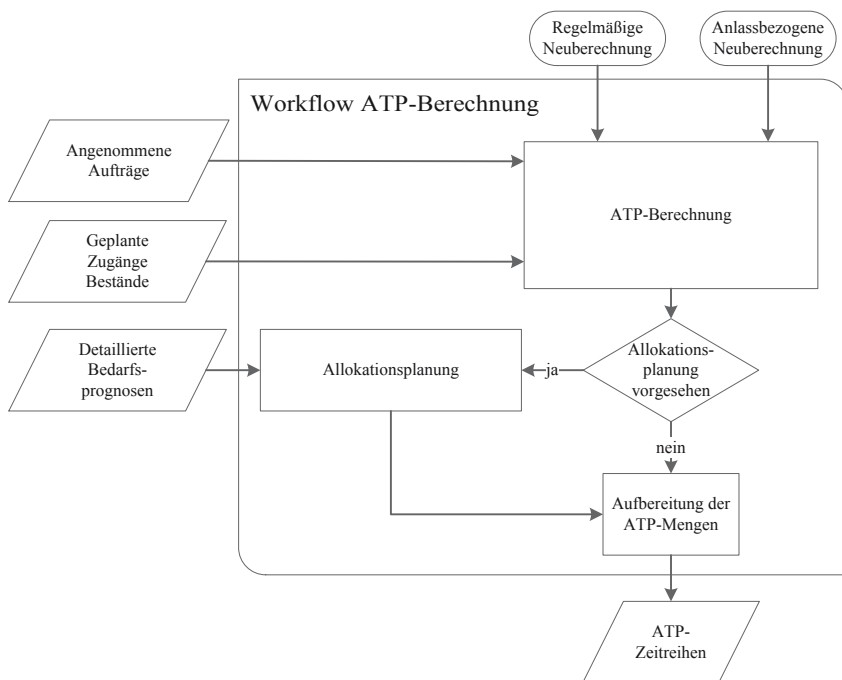 Regelmäßige
Neuberechnung
Anlassbezogene
Neuberechnung
Workflow ATP-Berechnung
Angenommene
Aufträge
ATP-Berechnung
Geplante
Zugänge
Bestände
Detaillierte
Bedarfs-
prognosen
Allokationsplanung
ja
Allokations-
planung
vorgesehen
nein
Aufbereitung der
ATP-Mengen
ATP-
Zeitreihen